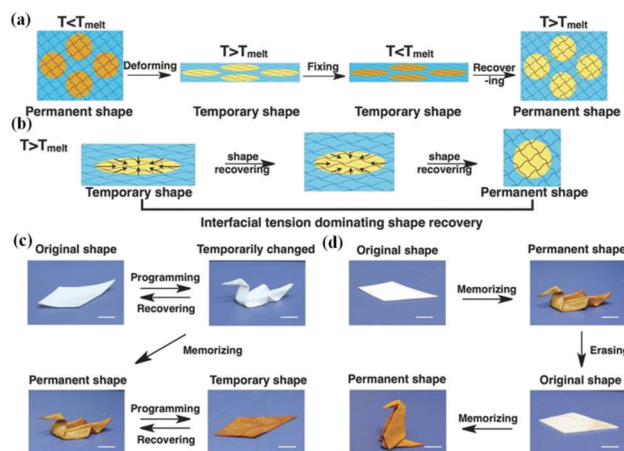 (a)
T<Tmelt
T>Tmelt
T<Tmelt
T>Tmelt
Deforming
Fixing
Recover
-ing
Permanent shape
Temporary shape
Temporary shape
Permanent shape
(b)
T>Tmelt
shape
recovering
shape
recovering
Temporary shape
Permanent shape
Interfacial tension dominating shape recovery
(c)
Original shape
Temporarily changed
Programming
Recovering
Memorizing
Permanent shape
Temporary shape
Programming
Recovering
(d)
Original shape
Permanent shape
Memorizing
Erasing
Permanent shape
Original shape
Memorizing